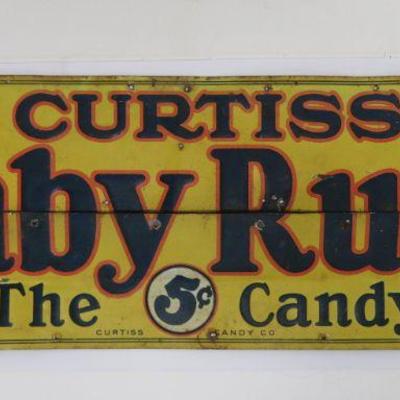 CURTISS
aby Ru
The 5¢ Candy
CURTISS CANDY CO